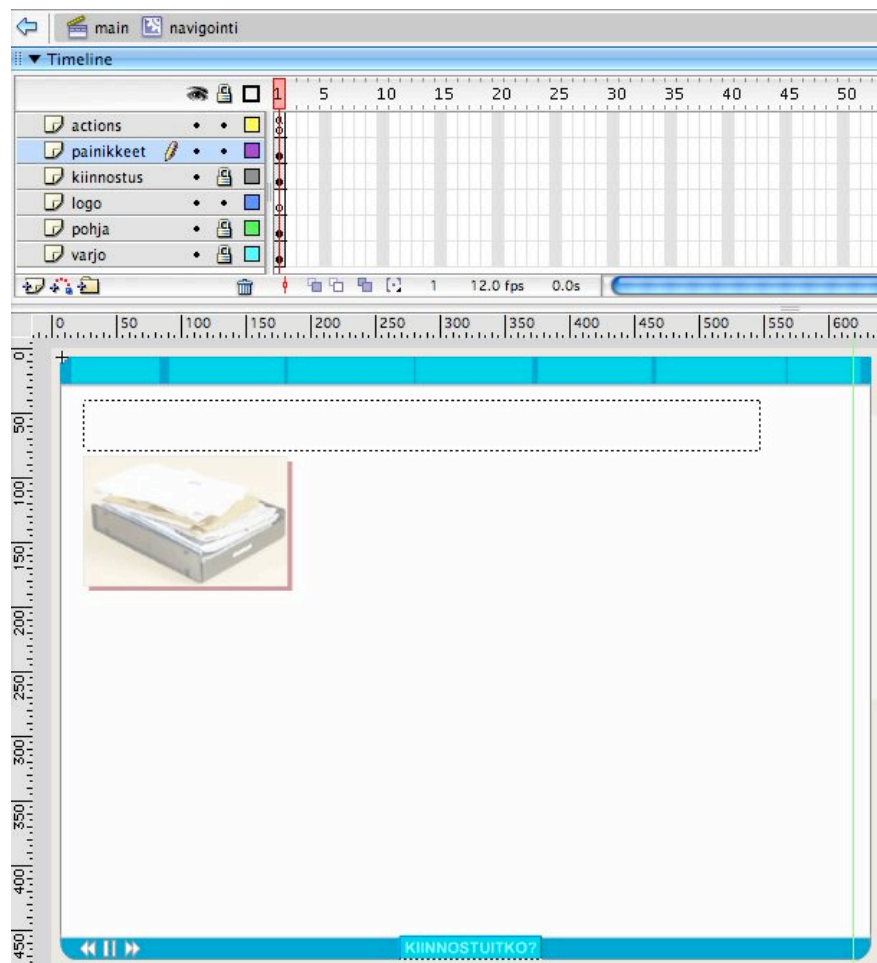 main navigointi
Timeline
1 5 10 15 20 25 30 35 40 45 50
actions
painikkeet
kiinnostus
logo
pohja
varjo
1 12.0 fps 0.0s
0 50 100 150 200 250 300 350 400 450 500 550 600
0
50
100
150
200
250
300
350
400
450
KIINNOSTUITKO?